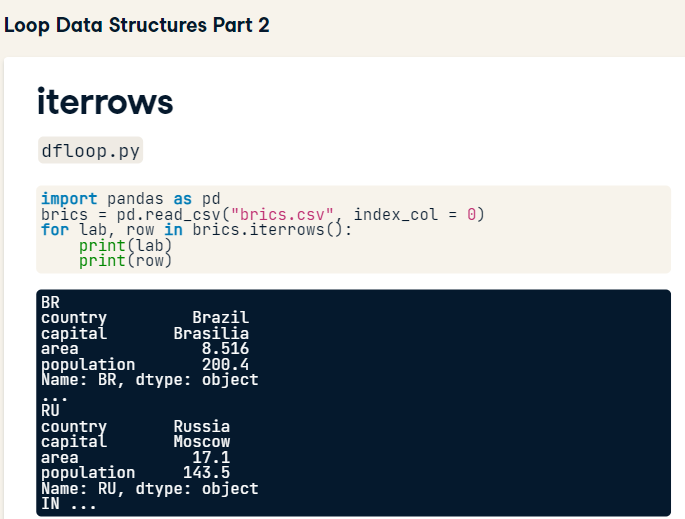 Loop Data Structures Part 2
iterrows
dfloop.py
import pandas as pd
brics = pd.read_csv("brics.csv", index_col = 0)
for lab, row in brics.iterrows():
    print(lab)
    print(row)
BR
country         Brazil
capital       Brasilia
area             8.516
population       200.4
Name: BR, dtype: object
...
RU
country       Russia
capital       Moscow
area            17.1
population     143.5
Name: RU, dtype: object
IN ...